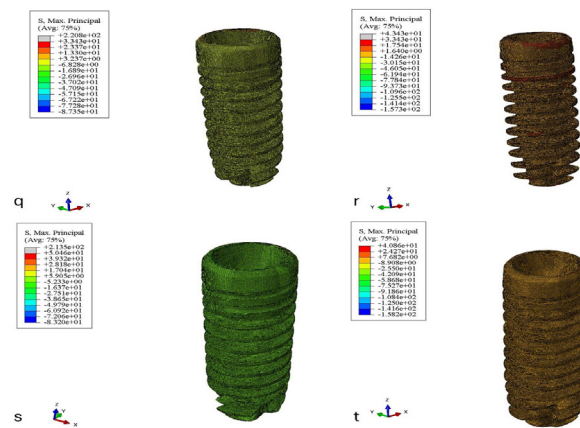 S, Max. Principal
(Avg: 75%)
+2.208e+02
+3.343e+01
+2.337e+01
+1.330e+01
+3.237e+00
-6.828e+00
-1.689e+01
-2.696e+01
-3.702e+01
-4.709e+01
-5.715e+01
-6.722e+01
-7.728e+01
-8.735e+01
q
Z
Y
X
S, Max. Principal
(Avg: 75%)
+4.343e+01
+3.343e+01
+1.754e+01
+1.640e+00
-1.426e+01
-3.015e+01
-4.605e+01
-6.194e+01
-7.784e+01
-9.373e+01
-1.096e+02
-1.255e+02
-1.414e+02
-1.573e+02
r
Z
Y
X
S, Max. Principal
(Avg: 75%)
+2.135e+02
+5.046e+01
+3.932e+01
+2.818e+01
+1.704e+01
+5.905e+00
-5.233e+00
-1.637e+01
-2.751e+01
-3.865e+01
-4.979e+01
-6.092e+01
-7.206e+01
-8.320e+01
s
Z
Y
X
S, Max. Principal
(Avg: 75%)
+4.086e+01
+2.427e+01
+7.682e+00
-8.908e+00
-2.550e+01
-4.209e+01
-5.868e+01
-7.527e+01
-9.186e+01
-1.084e+02
-1.250e+02
-1.416e+02
-1.582e+02
t
Z
Y
X